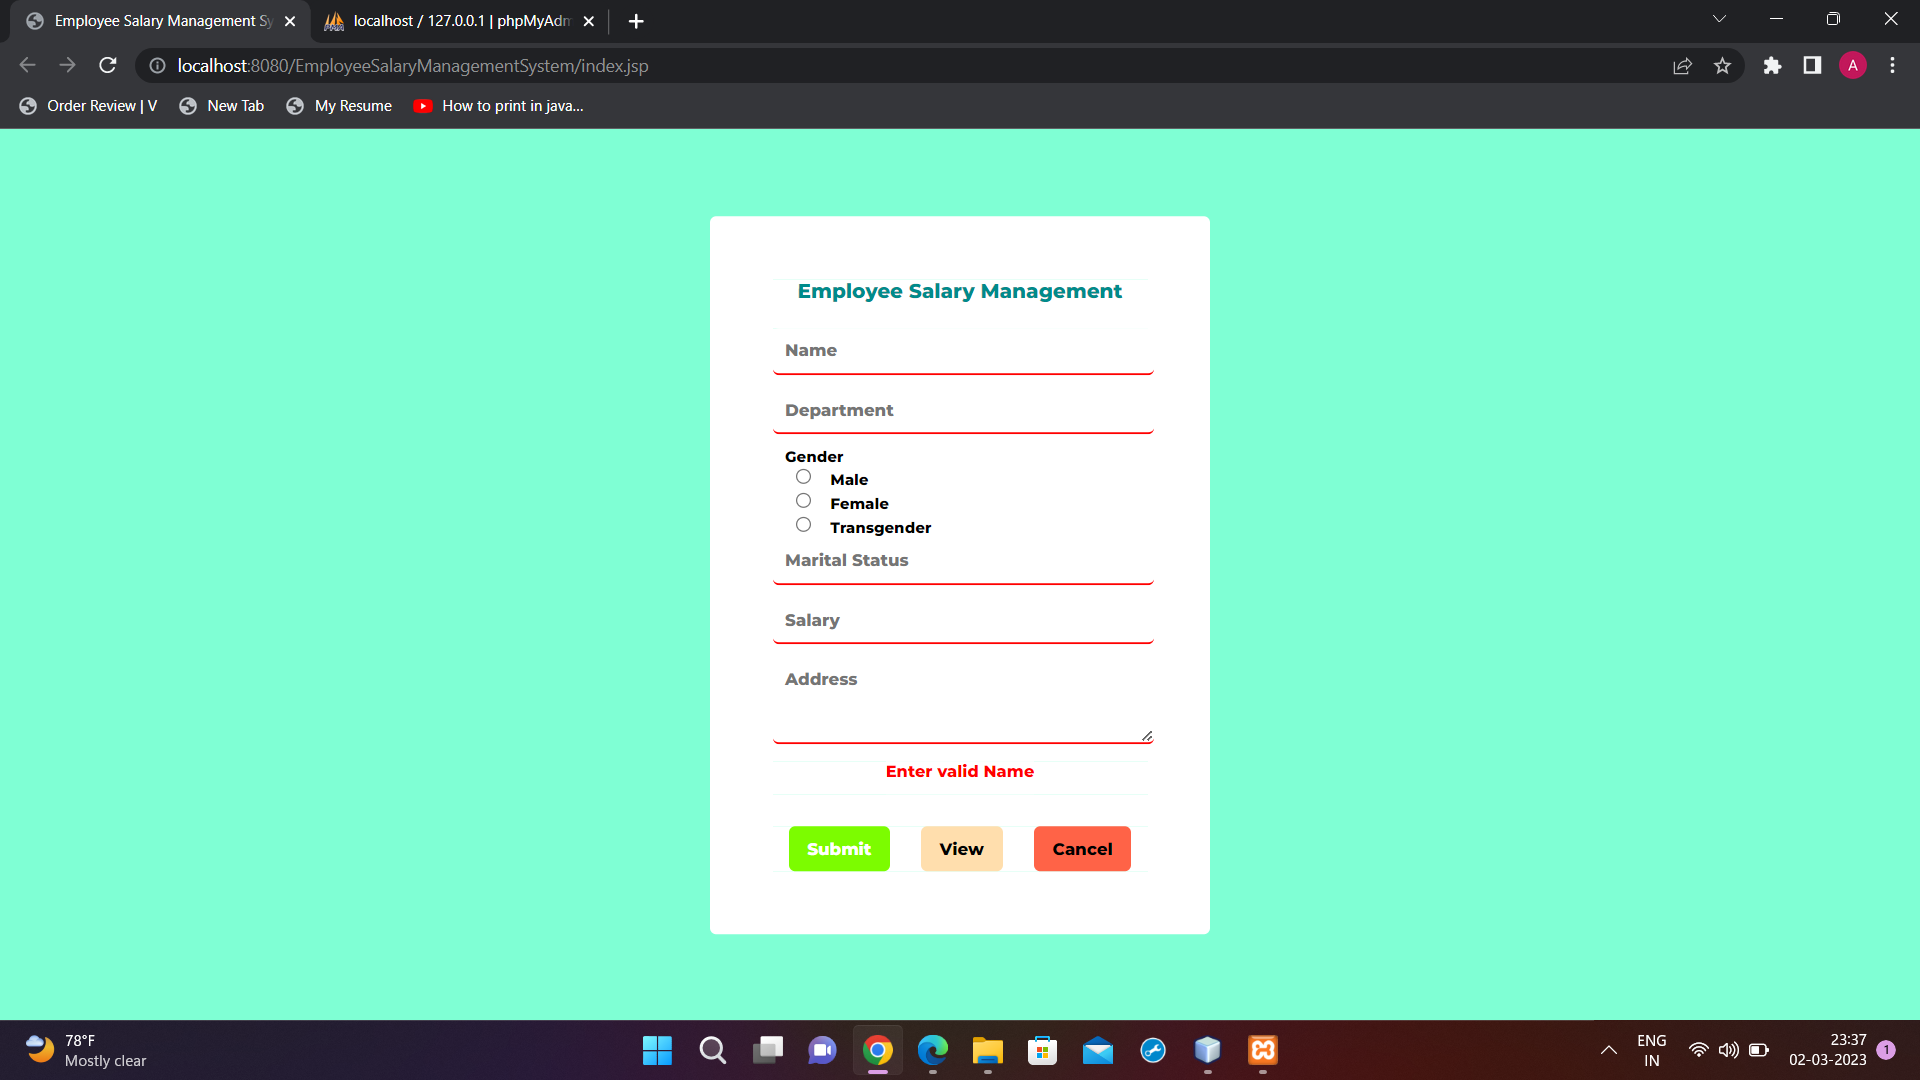 Employee Salary Management Sy
localhost / 127.0.0.1 | phpMyAdm
localhost:8080/EmployeeSalaryManagementSystem/index.jsp
A
Order Review | V
New Tab
My Resume
How to print in java...
Employee Salary Management
Name
Department
Gender
Male
Female
Transgender
Marital Status
Salary
Address
Enter valid Name
Submit View Cancel
78°F
Mostly clear
ENG
IN
23:37
02-03-2023
1